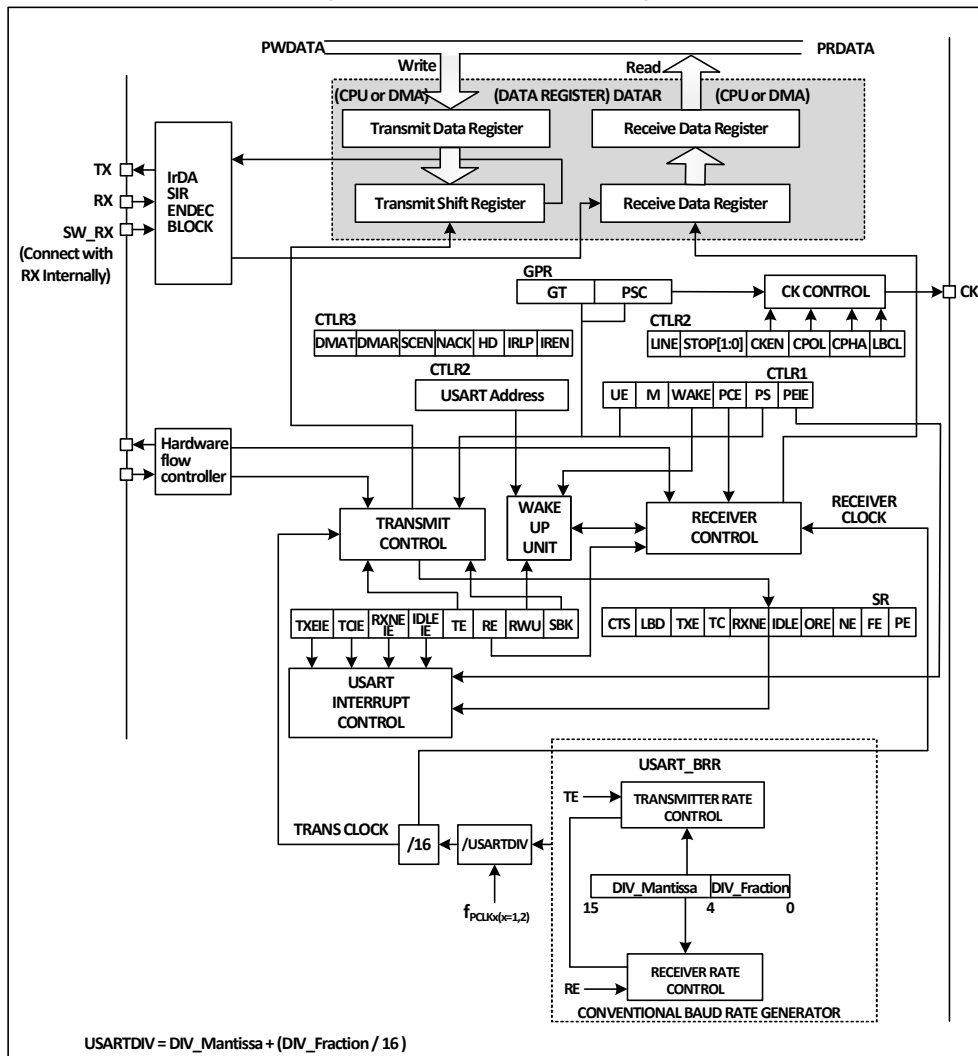 PWDATA
PRDATA
Write
Read
(CPU or DMA)
(DATA REGISTER) DATAR
(CPU or DMA)
Transmit Data Register
Receive Data Register
TX
RX
SW_RX
(Connect with
RX Internally)
IrDA
SIR
ENDEC
BLOCK
Transmit Shift Register
Receive Data Register
GPR
GT
PSC
CK CONTROL
CK
CTLR3
DMAT DMAR SCEN NACK HD IRLP IREN
CTLR2
LINE STOP[1:0] CKEN CPOL CPHA LBCL
CTLR2
USART Address
CTLR1
UE M WAKE PCE PS PEIE
Hardware
flow
controller
TRANSMIT
CONTROL
WAKE
UP
UNIT
RECEIVER
CONTROL
RECEIVER
CLOCK
TXEIE TCIE RXNE IE IDLE IE TE RE RWU SBK
SR
CTS LBD TXE TC RXNE IDLE ORE NE FE PE
USART
INTERRUPT
CONTROL
USART_BRR
TE
TRANSMITTER RATE
CONTROL
TRANS CLOCK
/16
/USARTDIV
fPCLKx(x=1,2)
DIV_Mantissa DIV_Fraction
15 4 0
RE
RECEIVER RATE
CONTROL
CONVENTIONAL BAUD RATE GENERATOR
USARTDIV = DIV_Mantissa + (DIV_Fraction / 16 )